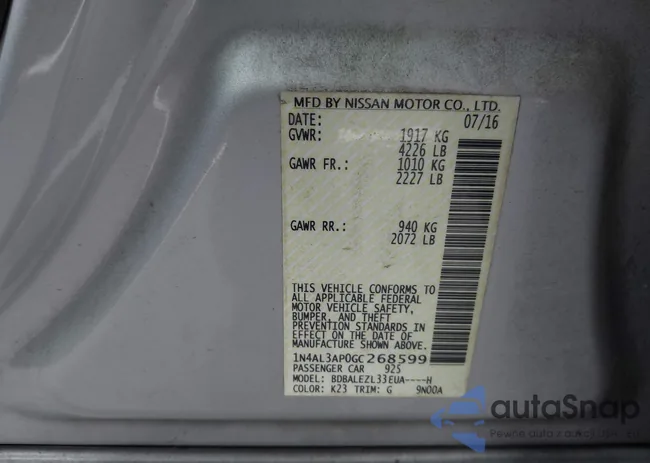 MFD BY NISSAN MOTOR CO., LTD.
DATE: 07/16
GVWR: 1917 KG
4226 LB
GAWR FR.: 1010 KG
2227 LB
GAWR RR.: 940 KG
2072 LB
THIS VEHICLE CONFORMS TO
ALL APPLICABLE FEDERAL
MOTOR VEHICLE SAFETY,
BUMPER, AND THEFT
PREVENTION STANDARDS IN
EFFECT ON THE DATE OF
MANUFACTURE SHOWN ABOVE.
1N4AL3AP0GC268599
PASSENGER CAR 925
MODEL: BDBALEZL33EUA----H
COLOR: K23 TRIM: G 9N00A
autoSnap
Pewne auto z